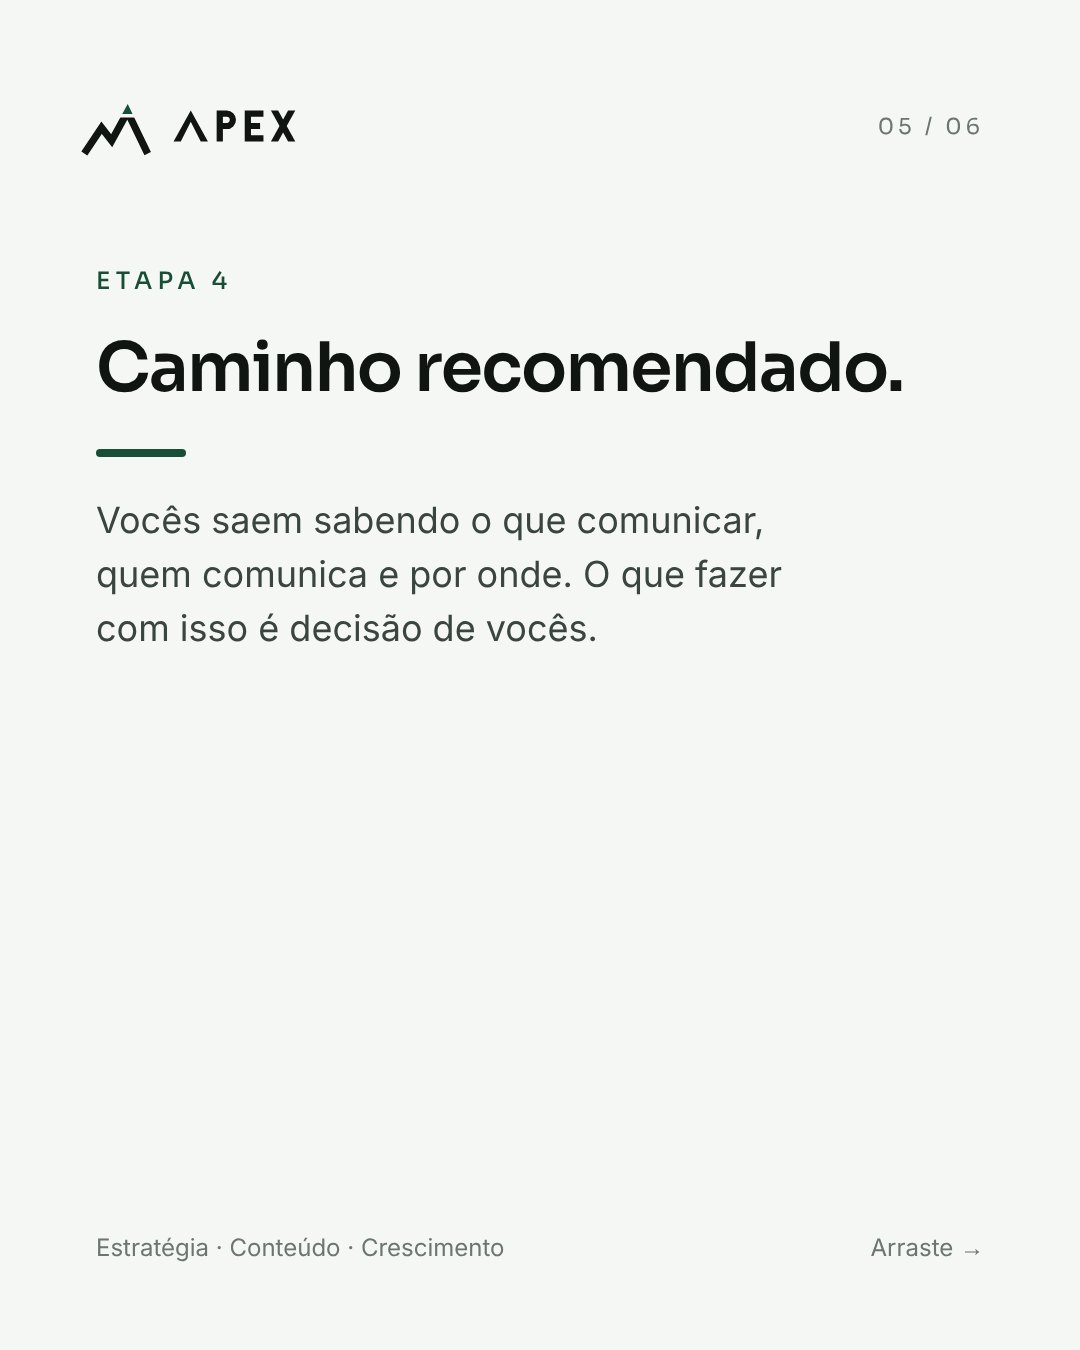 APEX
05 / 06
ETAPA 4
Caminho recomendado.
Vocês saem sabendo o que comunicar,
quem comunica e por onde. O que fazer
com isso é decisão de vocês.
Estratégia · Conteúdo · Crescimento
Arraste →